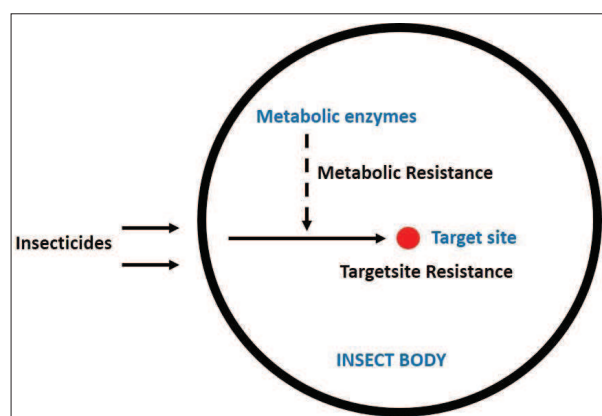 Metabolic enzymes
Metabolic Resistance
Insecticides
Target site
Targetsite Resistance
INSECT BODY